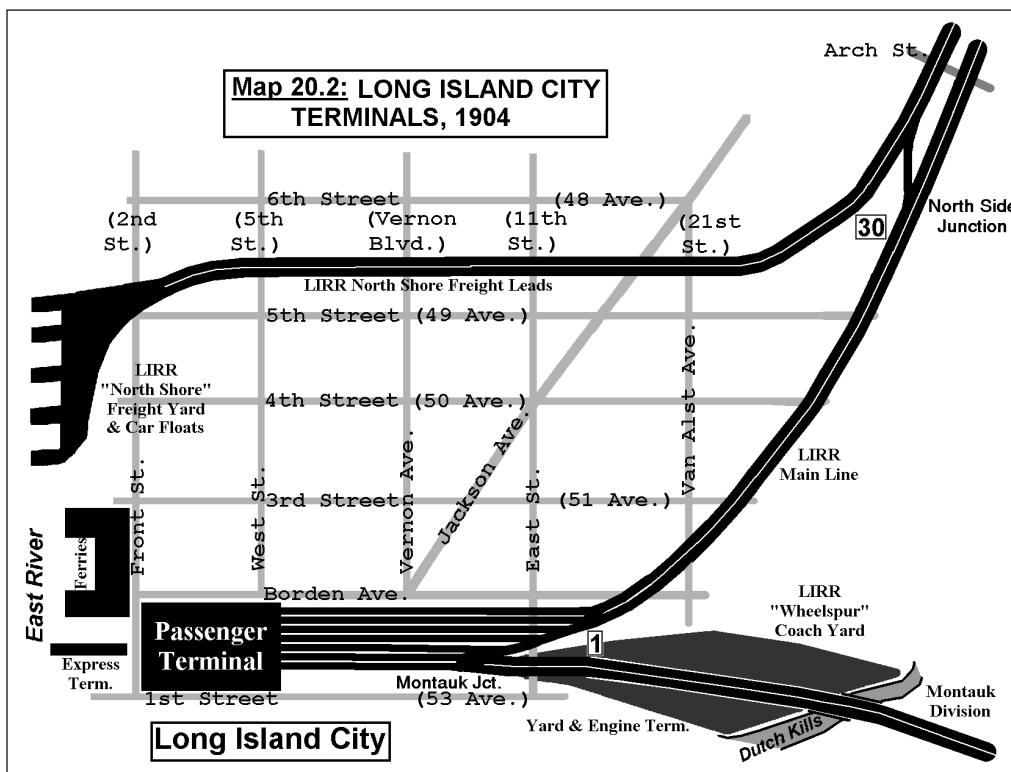 Arch St.
Map 20.2: LONG ISLAND CITY
TERMINALS, 1904
6th Street
(48 Ave.)
(2nd
St.)
(5th
St.)
(Vernon
Blvd.)
(11th
St.)
(21st
St.)
30
North Side
Junction
LIRR North Shore Freight Leads
5th Street (49 Ave.)
LIRR
"North Shore"
Freight Yard
& Car Floats
4th Street (50 Ave.)
Van Alst Ave.
LIRR
Main Line
3rd Street
(51 Ave.)
Front St.
West St.
Vernon Ave.
Jackson Ave.
East St.
East River
Ferries
Borden Ave.
LIRR
"Wheelspur"
Coach Yard
Passenger
Terminal
1
Express
Term.
Montauk Jct.
1st Street
(53 Ave.)
Yard & Engine Term.
Dutch Kills
Montauk
Division
Long Island City